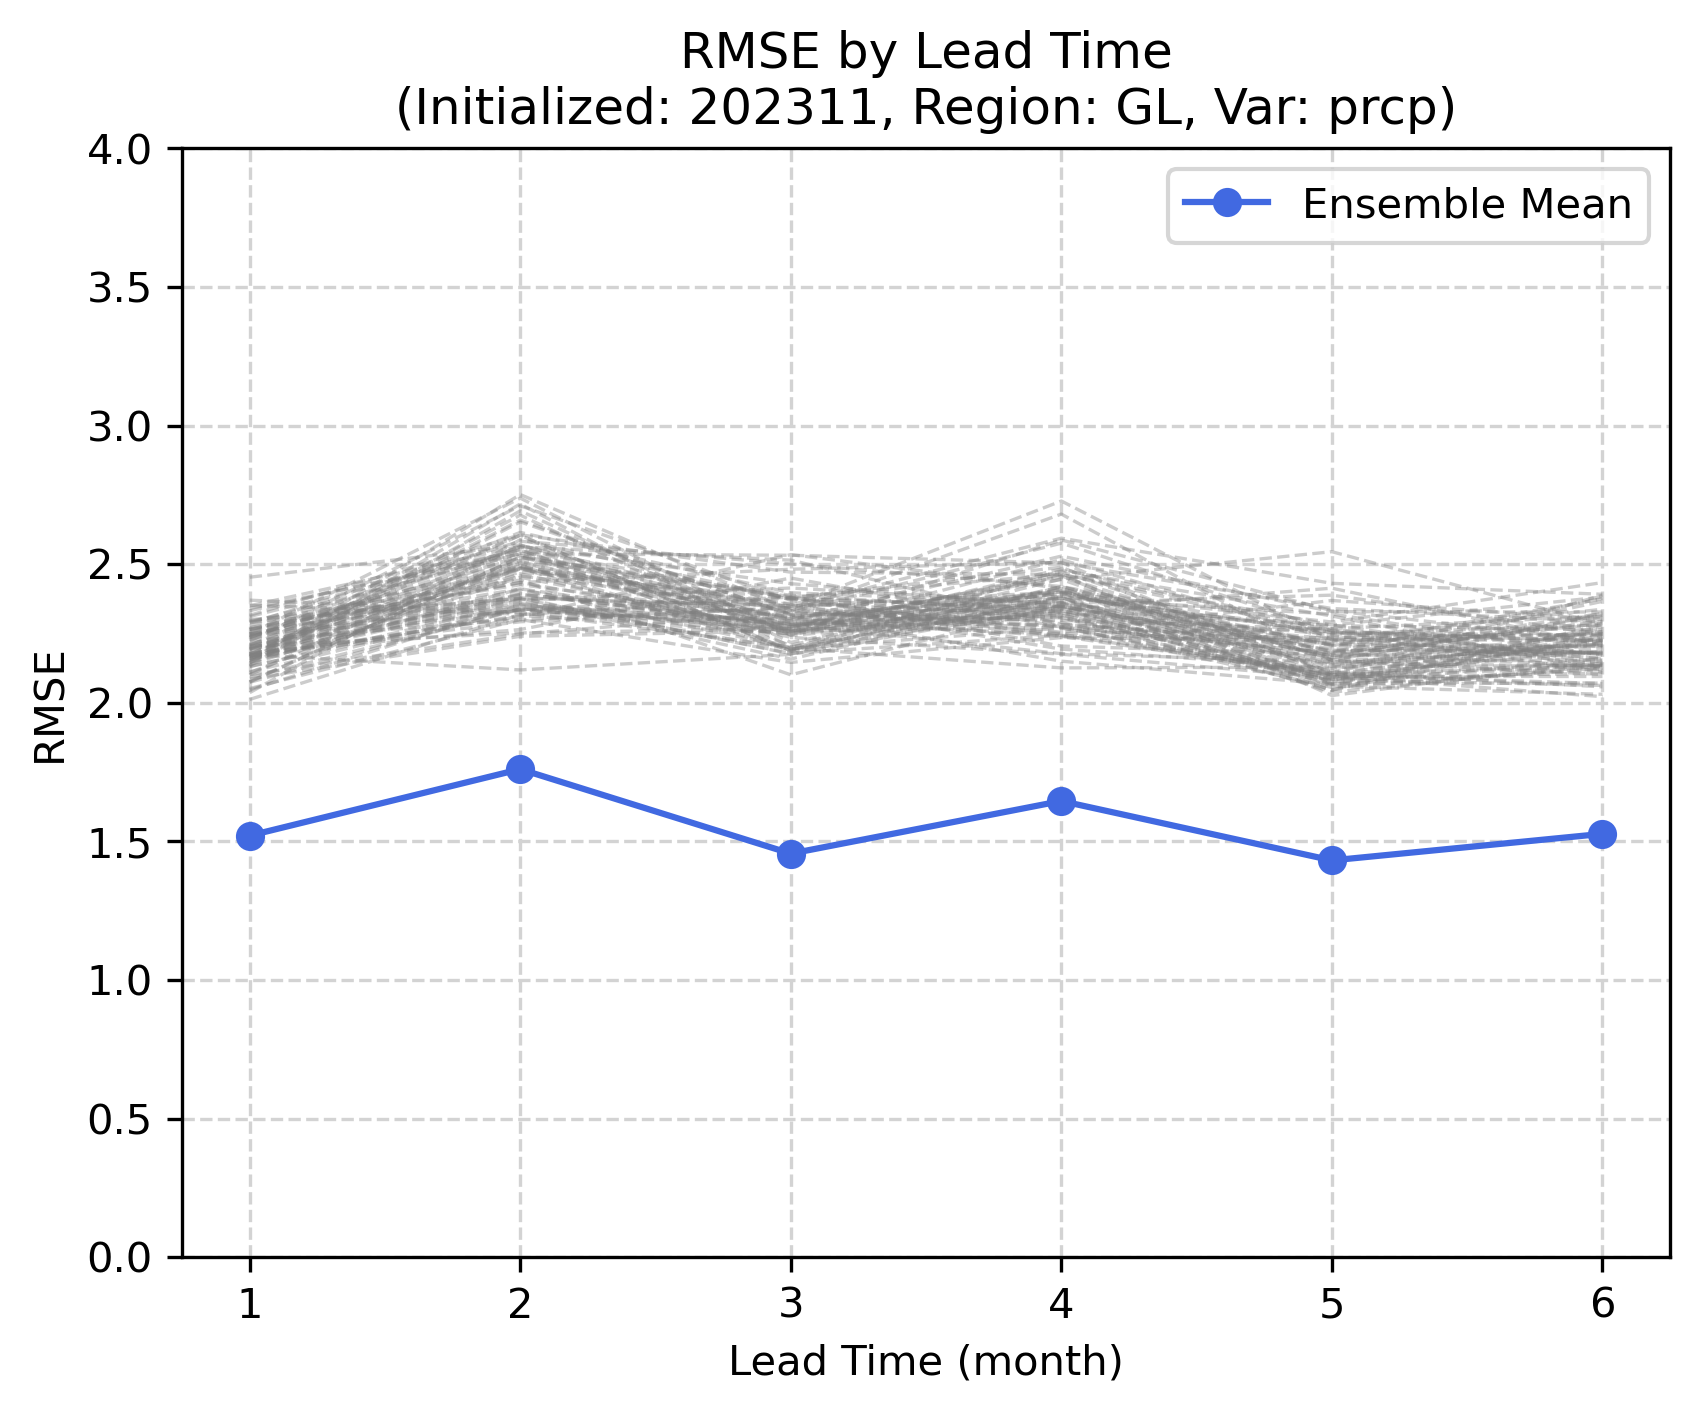 RMSE by Lead Time
(Initialized: 202311, Region: GL, Var: prcp)
Ensemble Mean
4.0
3.5
3.0
2.5
2.0
1.5
1.0
0.5
0.0
RMSE
1 2 3 4 5 6
Lead Time (month)